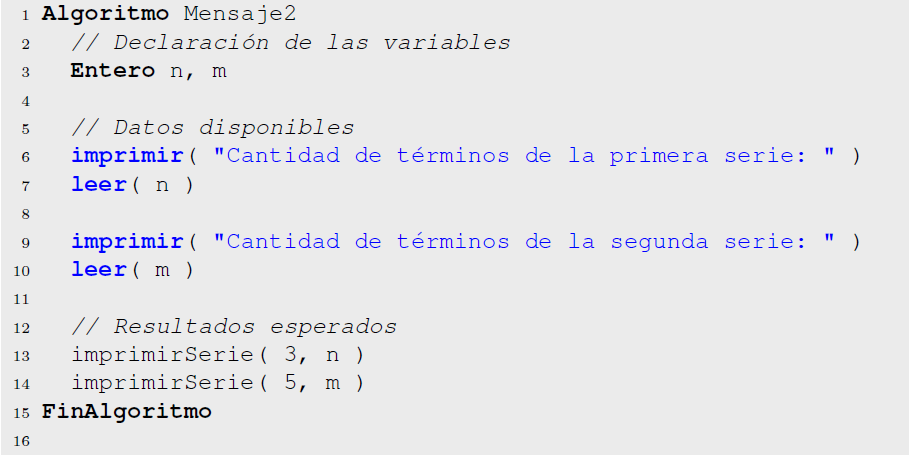 1 Algoritmo Mensaje2
2 // Declaración de las variables
3 Entero n, m
4
5 // Datos disponibles
6 imprimir( "Cantidad de términos de la primera serie: " )
7 leer( n )
8
9 imprimir( "Cantidad de términos de la segunda serie: " )
10 leer( m )
11
12 // Resultados esperados
13 imprimirSerie( 3, n )
14 imprimirSerie( 5, m )
15 FinAlgoritmo
16